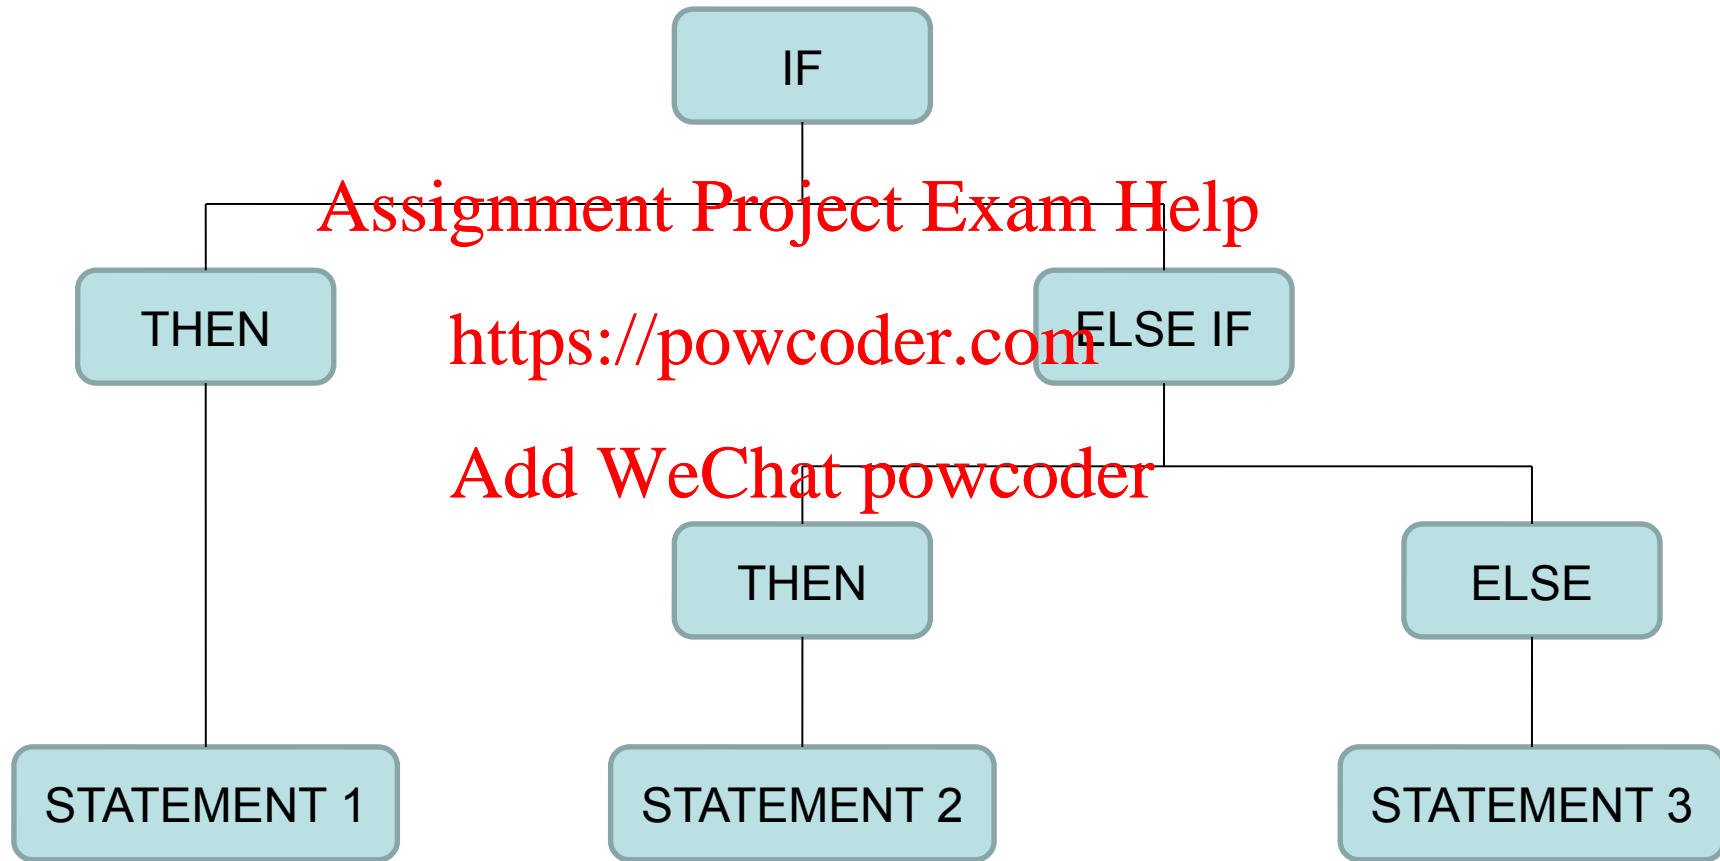 IF
Assignment Project Exam Help
THEN
https://powcoder.com
ELSE IF
Add WeChat powcoder
THEN
ELSE
STATEMENT 1
STATEMENT 2
STATEMENT 3